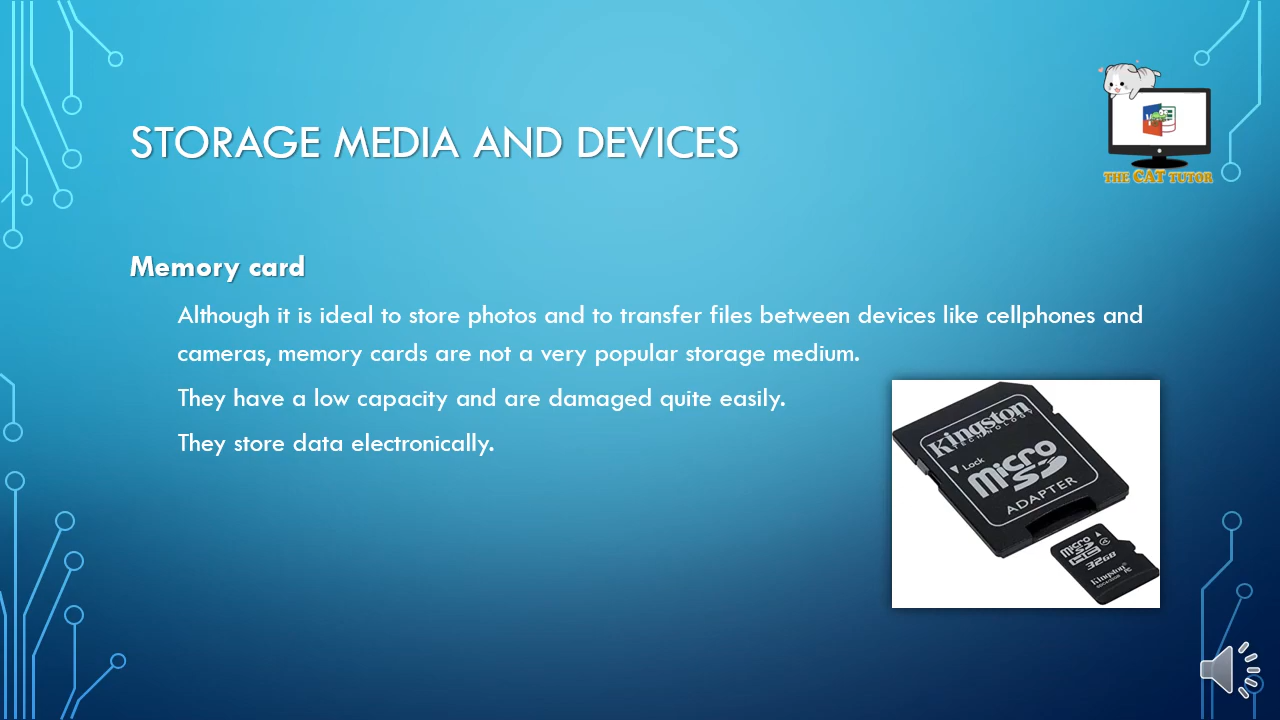 STORAGE MEDIA AND DEVICES
THE CAT TUTOR
Memory card
Although it is ideal to store photos and to transfer files between devices like cellphones and
cameras, memory cards are not a very popular storage medium.
They have a low capacity and are damaged quite easily.
They store data electronically.
Kingston
TECHNOLOGY
Lock
micro
SD
ADAPTER
micro
SD
HC
32GB
Kingston